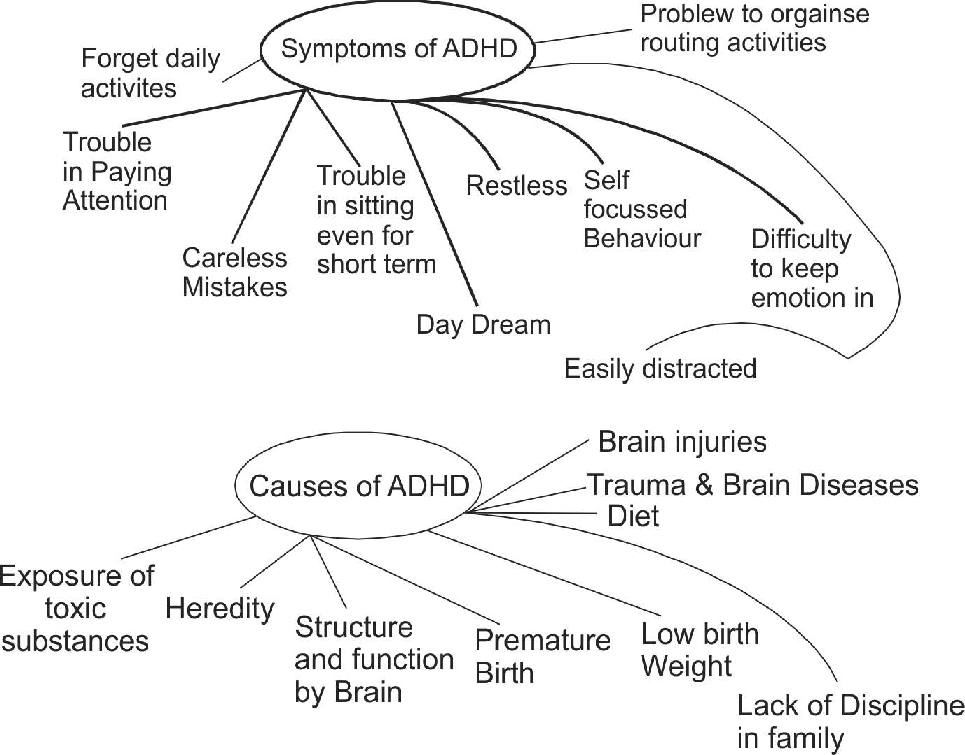 Symptoms of ADHD
Problew to orgainse
routing activities
Forget daily
activites
Trouble
in Paying
Attention
Careless
Mistakes
Trouble
in sitting
even for
short term
Day Dream
Restless
Self
focussed
Behaviour
Difficulty
to keep
emotion in
Easily distracted
Causes of ADHD
Brain injuries
Trauma & Brain Diseases
Diet
Exposure of
toxic
substances
Heredity
Structure
and function
by Brain
Premature
Birth
Low birth
Weight
Lack of Discipline
in family